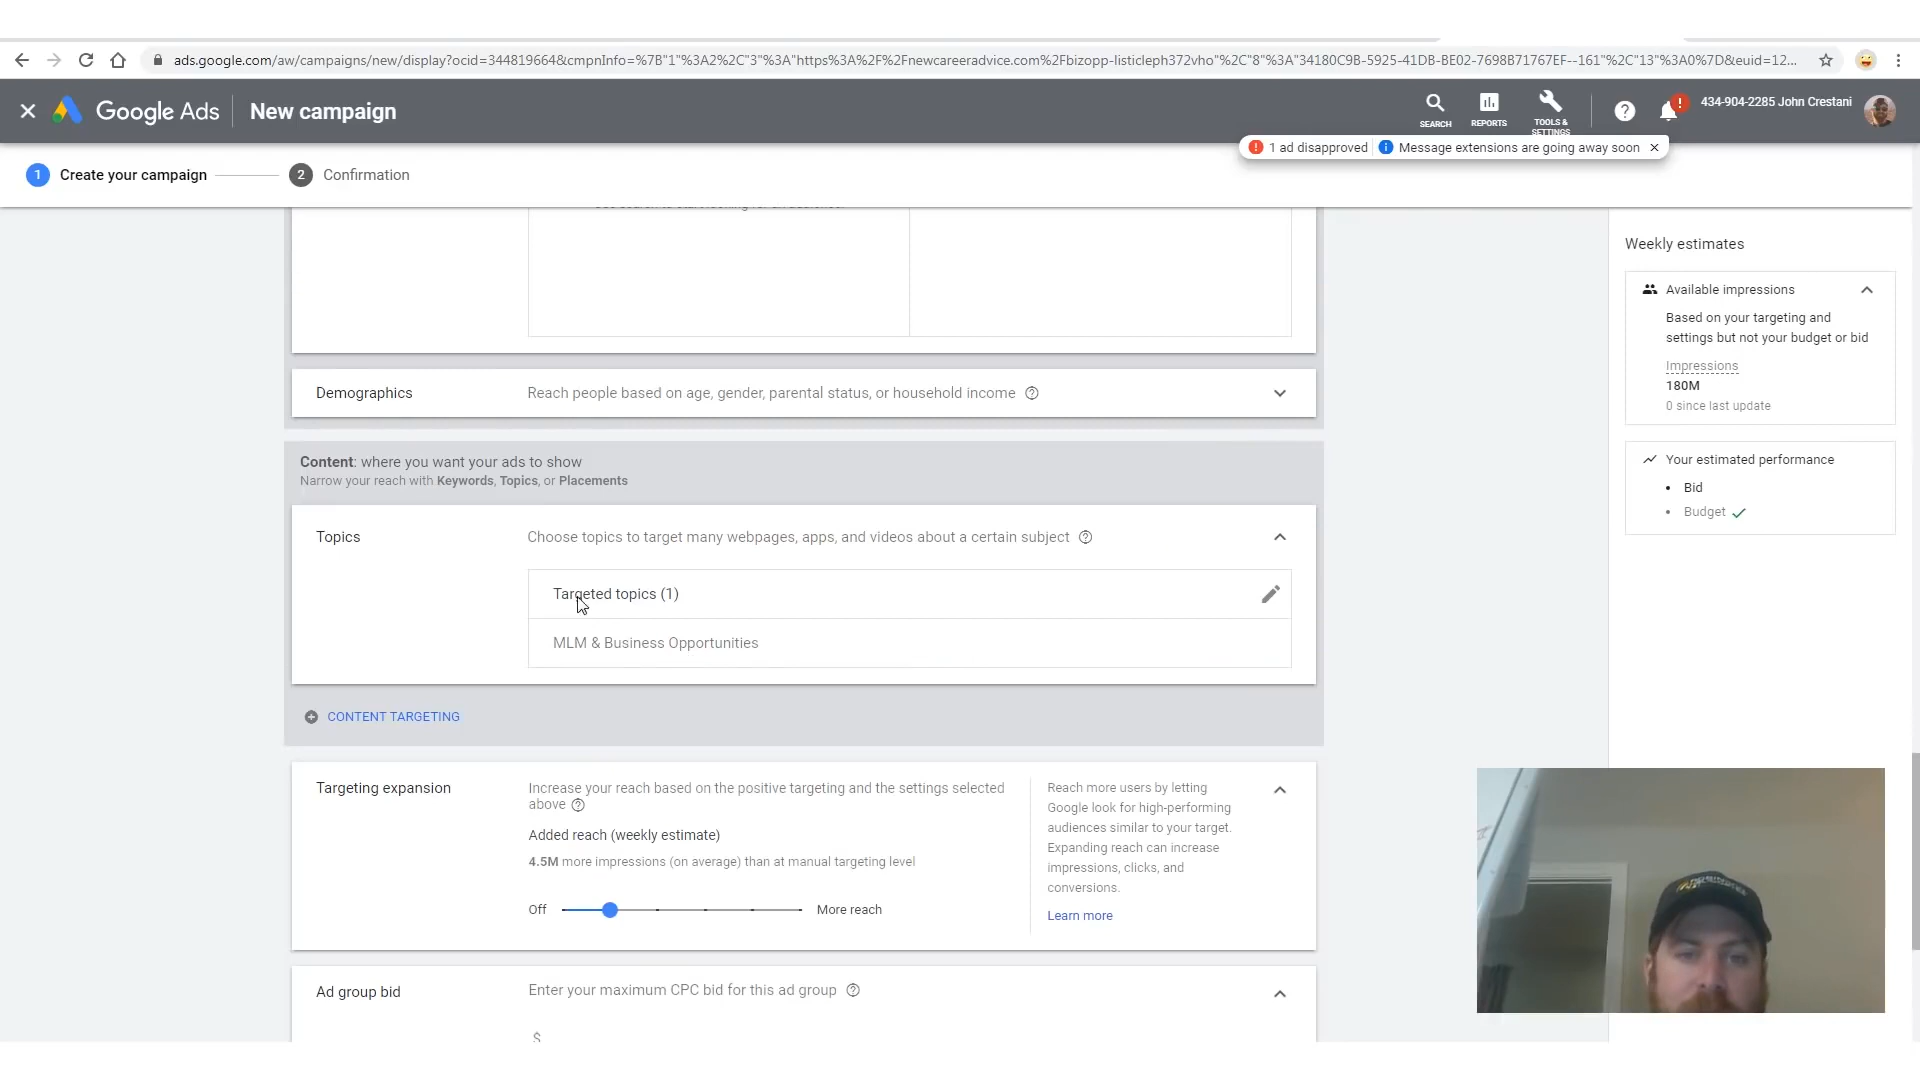 ads.google.com/aw/campaigns/new/display?ocid=344819664&cmpnInfo=%7B"1"%3A2%2C"3"%3A"https%3A%2F%2Fnewcareeradvice.com%2Fbizopp-listicleph372vho"%2C"8"%3A"34180C9B-5925-41DB-BE02-7698B71767EF--161"%2C"13"%3A0%7D&euid=12...
Google Ads
New campaign
SEARCH
REPORTS
TOOLS &
SETTINGS
434-904-2285 John Crestani
1 ad disapproved
Message extensions are going away soon
1 Create your campaign
2 Confirmation
Weekly estimates
Available impressions
Based on your targeting and
settings but not your budget or bid
Impressions
180M
0 since last update
Your estimated performance
• Bid
• Budget
Demographics
Reach people based on age, gender, parental status, or household income
Content: where you want your ads to show
Narrow your reach with Keywords, Topics, or Placements
Topics
Choose topics to target many webpages, apps, and videos about a certain subject
Targeted topics (1)
MLM & Business Opportunities
CONTENT TARGETING
Targeting expansion
Increase your reach based on the positive targeting and the settings selected
above
Added reach (weekly estimate)
4.5M more impressions (on average) than at manual targeting level
Off
More reach
Reach more users by letting
Google look for high-performing
audiences similar to your target.
Expanding reach can increase
impressions, clicks, and
conversions.
Learn more
Ad group bid
Enter your maximum CPC bid for this ad group
$